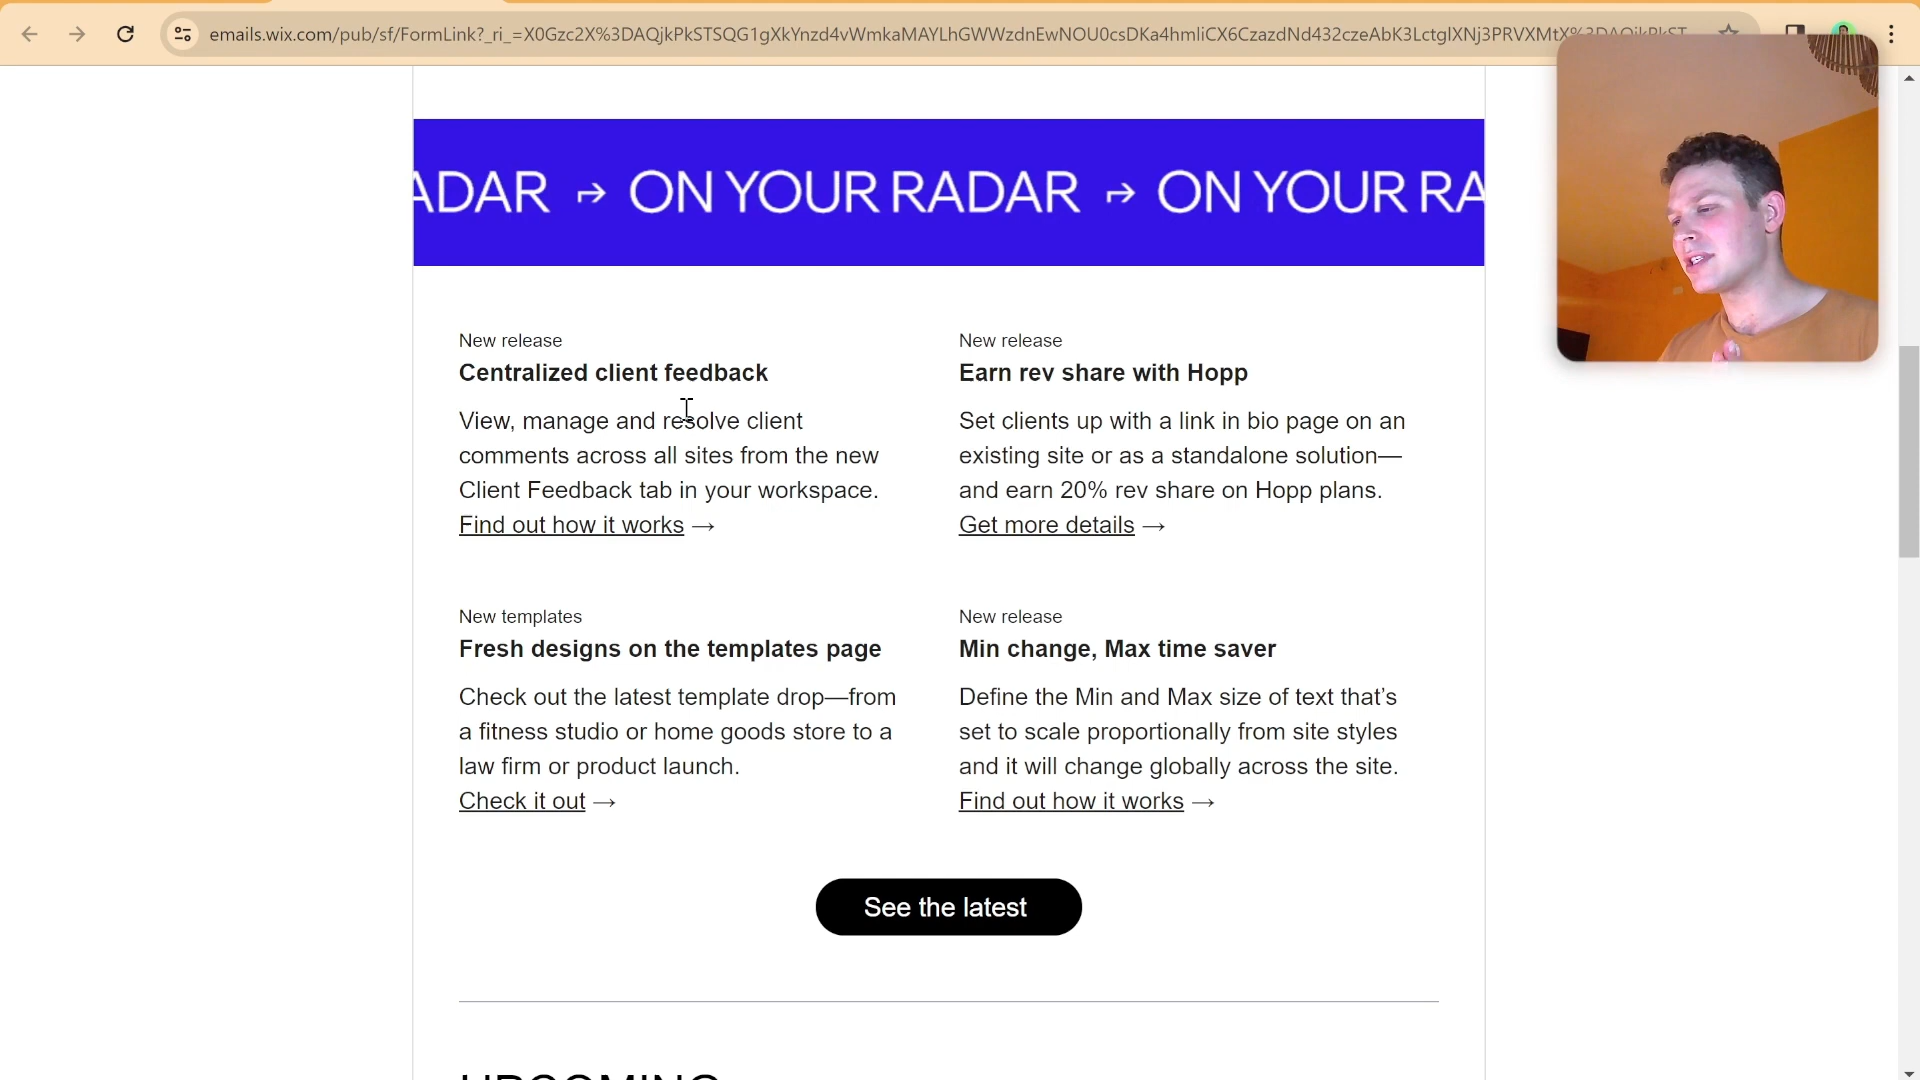 emails.wix.com/pub/sf/FormLink?_ri_=X0Gzc2X%3DAQjkPkSTSQG1gXkYnzd4vWmkaMAYLhGWWzdnEwNOU0csDKa4hmliCX6CzazdNd432czeAbK3LctgIXNj3PRVXMtX%3DAQjkPkST
ADAR ↱ ON YOUR RADAR ↱ ON YOUR RA
New release
Centralized client feedback
View, manage and resolve client
comments across all sites from the new
Client Feedback tab in your workspace.
Find out how it works →
New release
Earn rev share with Hopp
Set clients up with a link in bio page on an
existing site or as a standalone solution—
and earn 20% rev share on Hopp plans.
Get more details →
New templates
Fresh designs on the templates page
Check out the latest template drop—from
a fitness studio or home goods store to a
law firm or product launch.
Check it out →
New release
Min change, Max time saver
Define the Min and Max size of text that's
set to scale proportionally from site styles
and it will change globally across the site.
Find out how it works →
See the latest
UPCOMING